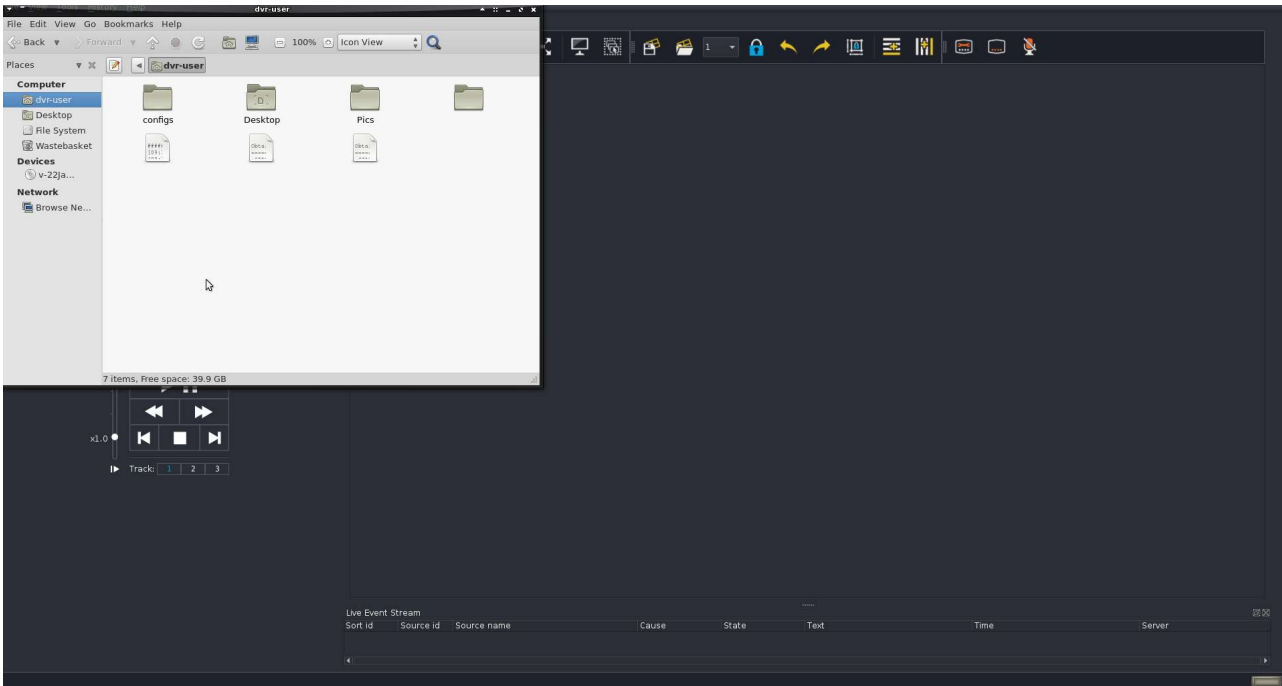 dvr-user
File Edit View Go Bookmarks Help
Back Forward 100% Icon View
Places dvr-user
Computer
dvr-user
Desktop
File System
Wastebasket
Devices
v-22Ja...
Network
Browse Ne...
configs Desktop Pics
7 items, Free space: 39.9 GB
1
x1.0
Track: 1 2 3
Live Event Stream
Sort id Source id Source name Cause State Text Time Server